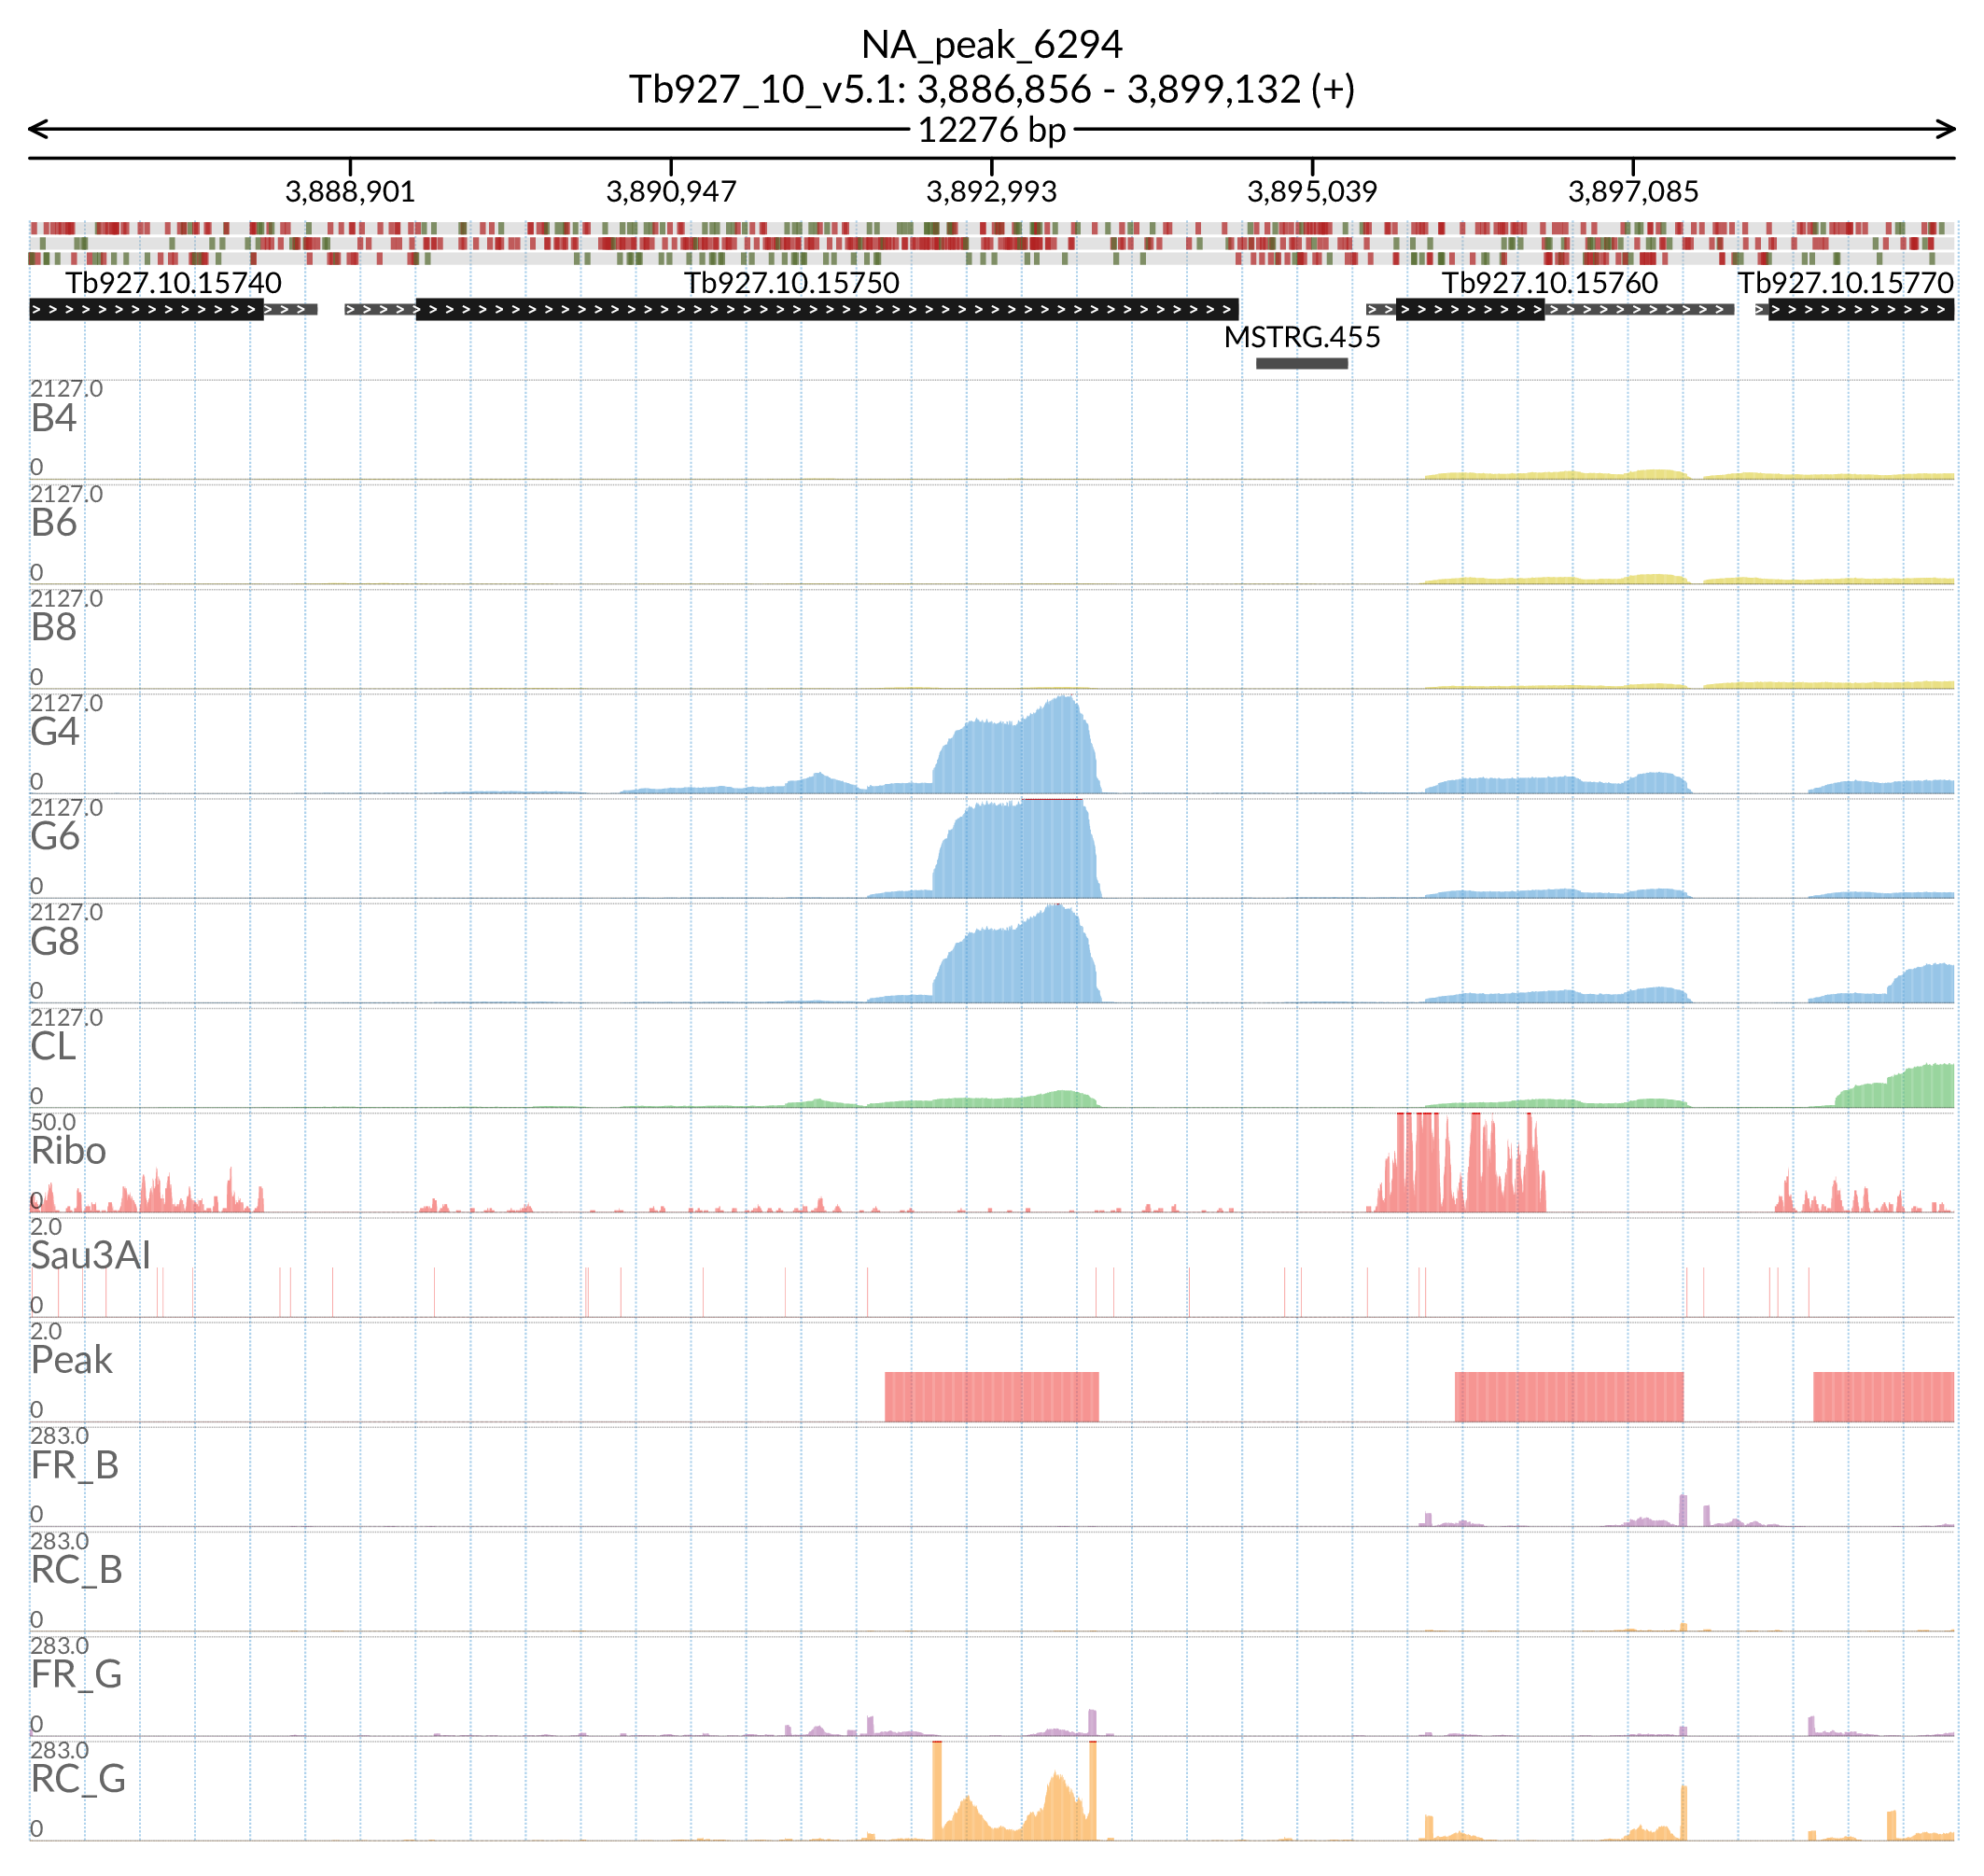 NA_peak_6294
Tb927_10_v5.1: 3,886,856 - 3,899,132 (+)
12276 bp
3,888,901 3,890,947 3,892,993 3,895,039 3,897,085
Tb927.10.15740 Tb927.10.15750 Tb927.10.15760 Tb927.10.15770
MSTRG.455
2127.0
B4
0
2127.0
B6
0
2127.0
B8
0
2127.0
G4
0
2127.0
G6
0
2127.0
G8
0
2127.0
CL
0
50.0
Ribo
0
2.0
Sau3AI
0
2.0
Peak
0
283.0
FR_B
0
283.0
RC_B
0
283.0
FR_G
0
283.0
RC_G
0